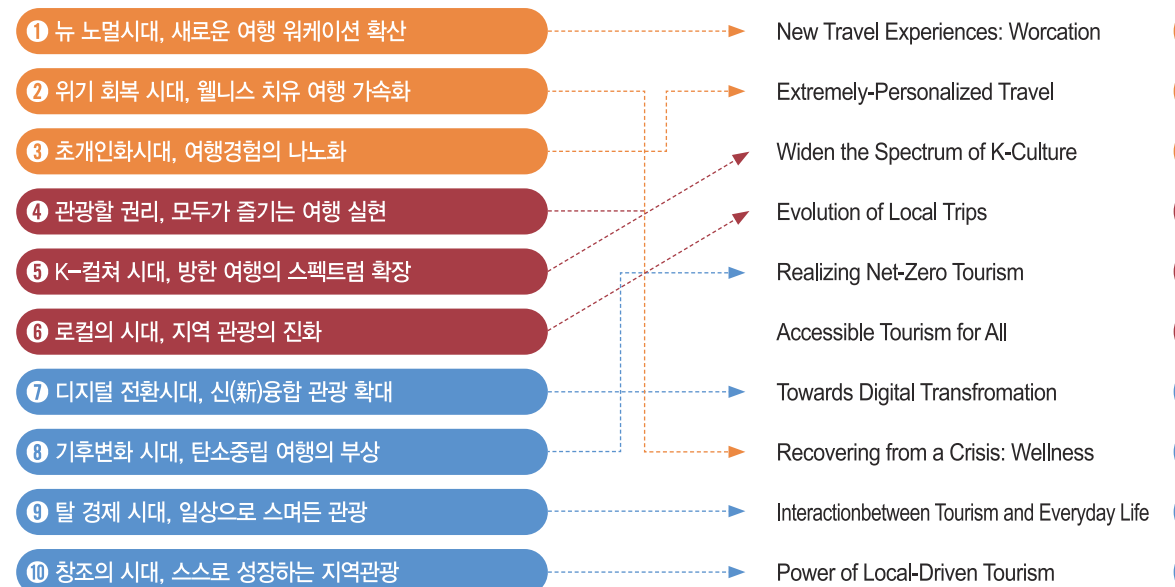 ❶ 뉴 노멀시대, 새로운 여행 워케이션 확산
New Travel Experiences: Worcation
❷ 위기 회복 시대, 웰니스 치유 여행 가속화
Extremely-Personalized Travel
❸ 초개인화시대, 여행경험의 나노화
Widen the Spectrum of K-Culture
❹ 관광할 권리, 모두가 즐기는 여행 실현
Evolution of Local Trips
❺ K-컬쳐 시대, 방한 여행의 스펙트럼 확장
Realizing Net-Zero Tourism
❻ 로컬의 시대, 지역 관광의 진화
Accessible Tourism for All
❼ 디지털 전환시대, 신(新)융합 관광 확대
Towards Digital Transfromation
❽ 기후변화 시대, 탄소중립 여행의 부상
Recovering from a Crisis: Wellness
❾ 탈 경제 시대, 일상으로 스며든 관광
Interactionbetween Tourism and Everyday Life
❿ 창조의 시대, 스스로 성장하는 지역관광
Power of Local-Driven Tourism